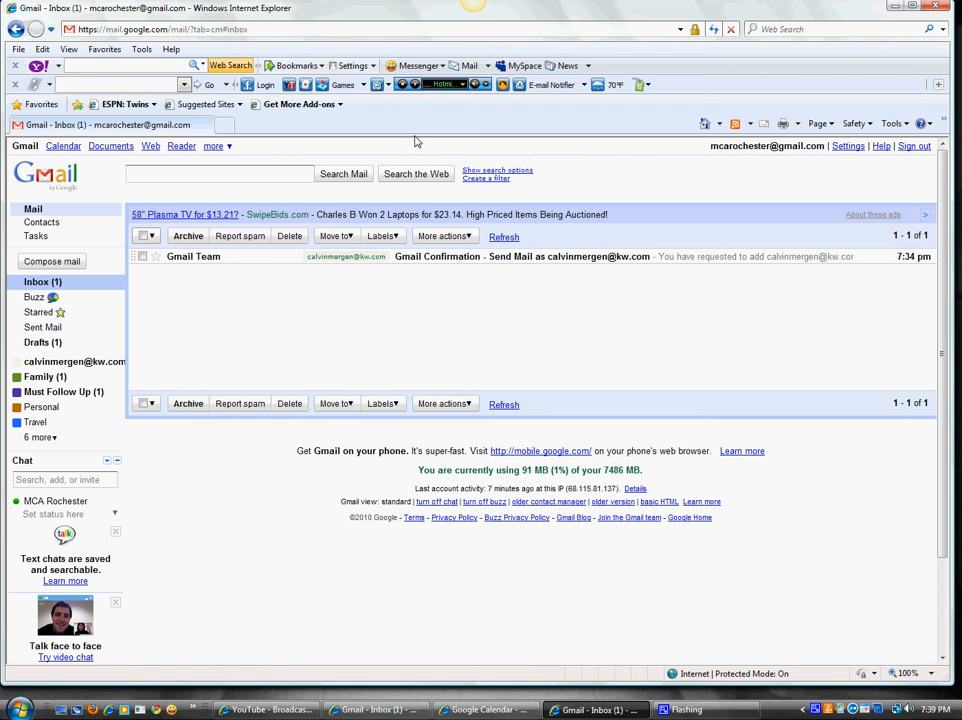 Gmail - Inbox (1) - mcarochester@gmail.com - Windows Internet Explorer
https://mail.google.com/mail/?tab=cm#inbox
Web Search
File Edit View Favorites Tools Help
Web Search Bookmarks Settings Messenger Mail MySpace News
Go Login Games Hotmi E-mail Notifier 70°F
Favorites ESPN: Twins Suggested Sites Get More Add-ons
Gmail - Inbox (1) - mcarochester@gmail.com
Page Safety Tools
Gmail Calendar Documents Web Reader more
mcarochester@gmail.com | Settings | Help | Sign out
Gmail by Google
Search Mail Search the Web
Show search options
Create a filter
Mail
Contacts
Tasks
Compose mail
Inbox (1)
Buzz
Starred
Sent Mail
Drafts (1)
calvinmergen@kw.com
Family (1)
Must Follow Up (1)
Personal
Travel
6 more
Chat
Search, add, or invite
MCA Rochester
Set status here
talk
Text chats are saved
and searchable.
Learn more
Talk face to face
Try video chat
58" Plasma TV for $13.21? - SwipeBids.com - Charles B Won 2 Laptops for $23.14. High Priced Items Being Auctioned!
About these ads >
Archive Report spam Delete Move to Labels More actions Refresh 1 - 1 of 1
Gmail Team calvinmergen@kw.com Gmail Confirmation - Send Mail as calvinmergen@kw.com - You have requested to add calvinmergen@kw.cor 7:34 pm
Archive Report spam Delete Move to Labels More actions Refresh 1 - 1 of 1
Get Gmail on your phone. It's super-fast. Visit http://mobile.google.com/ on your phone's web browser. Learn more
You are currently using 91 MB (1%) of your 7486 MB.
Last account activity: 7 minutes ago at this IP (68.115.81.137). Details
Gmail view: standard | turn off chat | turn off buzz | older contact manager | older version | basic HTML Learn more
©2010 Google - Terms - Privacy Policy - Buzz Privacy Policy - Gmail Blog - Join the Gmail team - Google Home
Internet | Protected Mode: On 100%
YouTube - Broadcas... Gmail - Inbox (1) - ... Google Calendar - ... Gmail - Inbox (1) - ... Flashing 7:39 PM